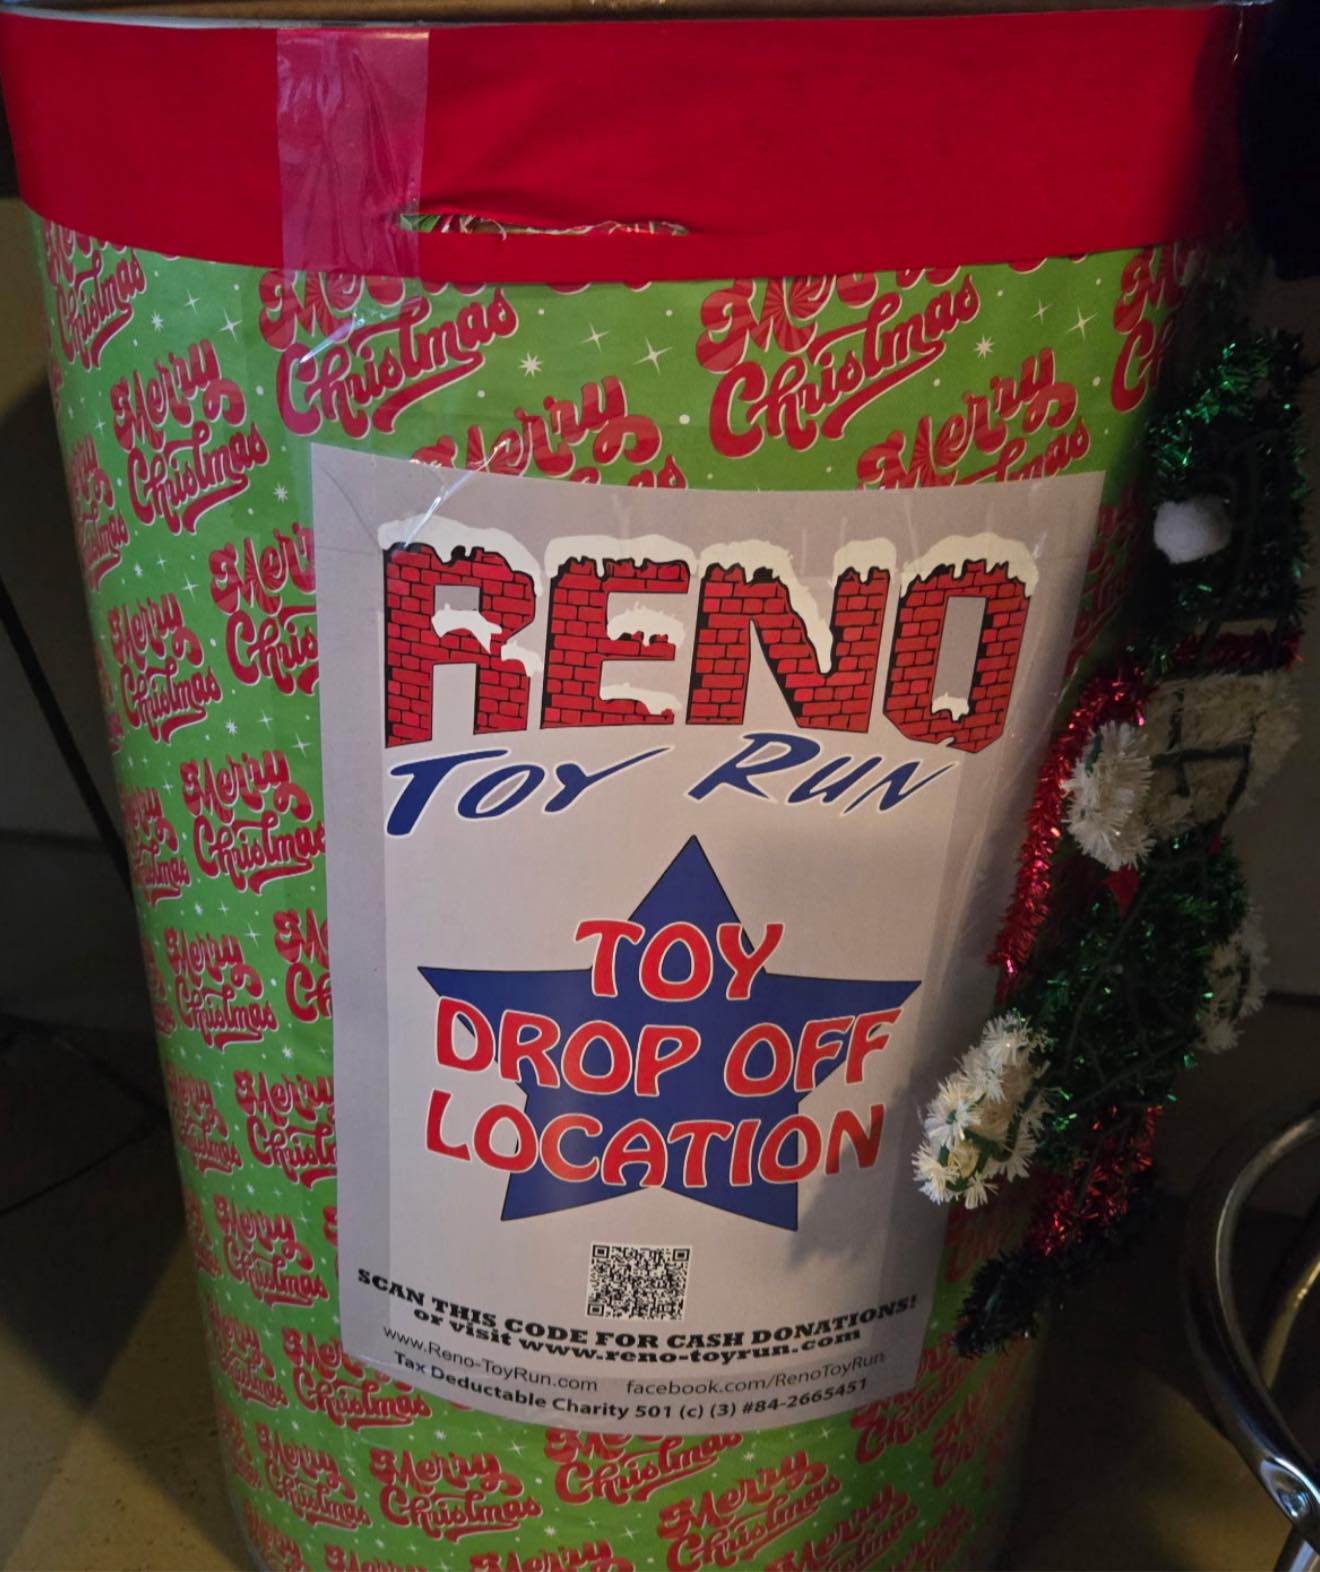 Merry
Christmas
RENO
TOY RUN
TOY
DROP OFF
LOCATION
SCAN THIS CODE FOR CASH DONATIONS!
or visit www.reno-toyrun.com
www.Reno-ToyRun.com facebook.com/RenoToyRun
Tax Deductable Charity 501 (c) (3) #84-2665451